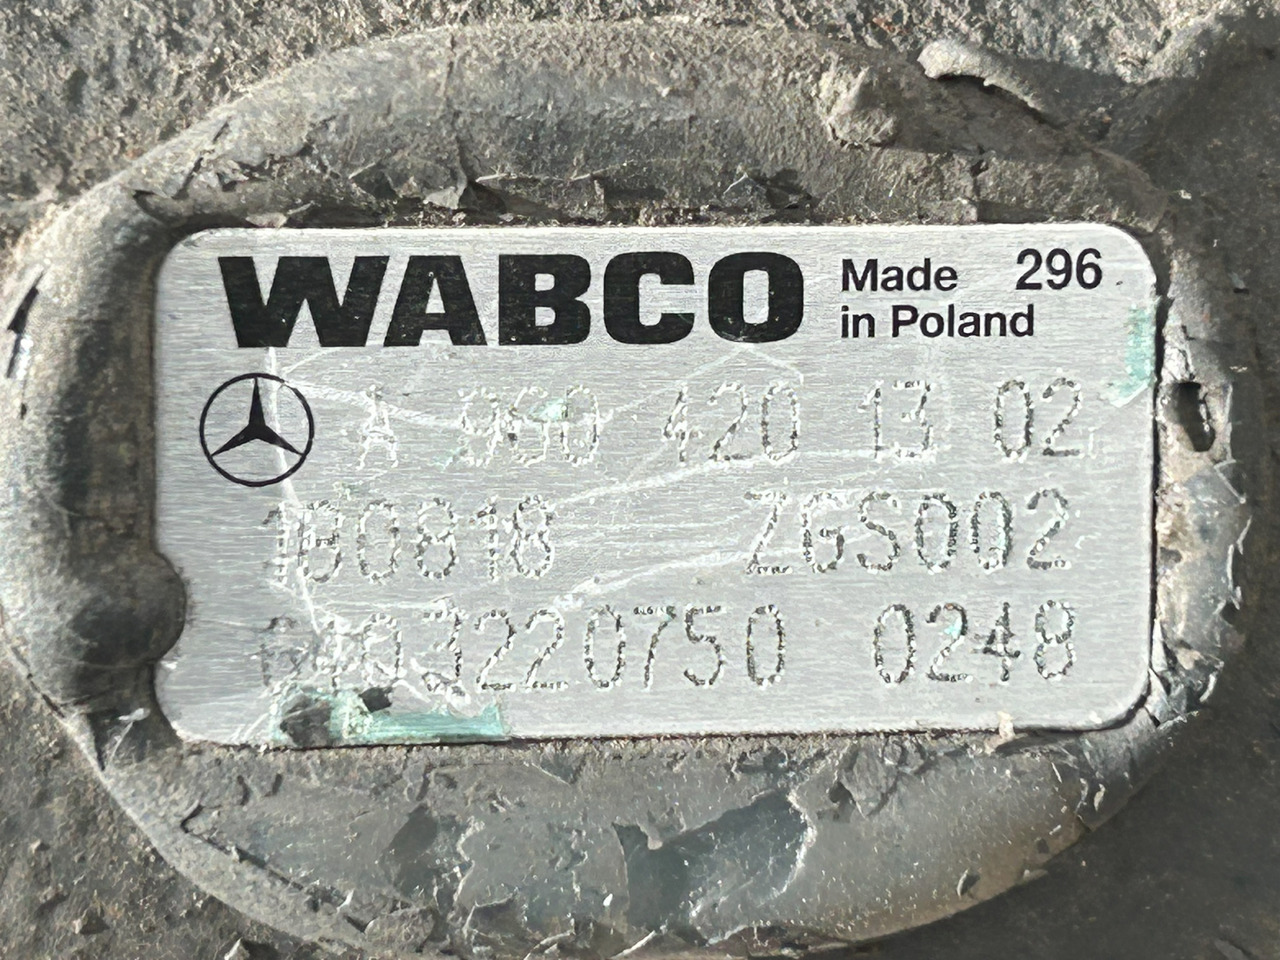 WABCO Made in Poland 296
A 960 420 13 02
180818 ZGS002
0248